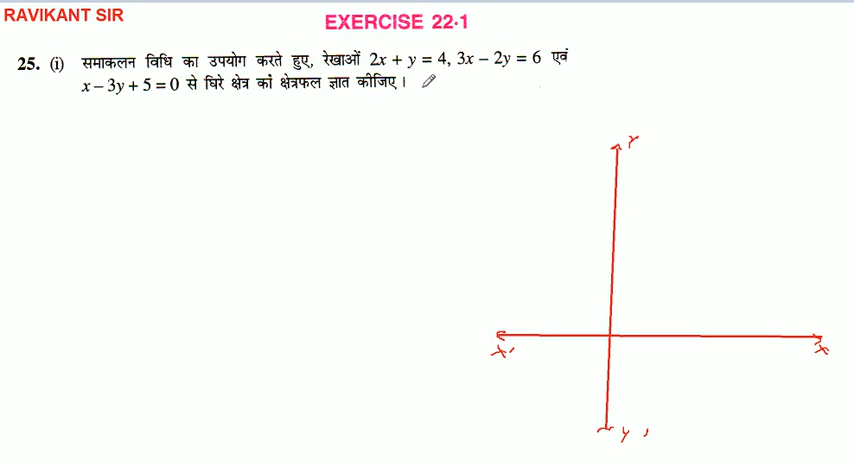 RAVIKANT SIR
EXERCISE 22·1
25. (i) समाकलन विधि का उपयोग करते हुए, रेखाओं 2x + y = 4, 3x – 2y = 6 एवं
x – 3y + 5 = 0 से घिरे क्षेत्र का क्षेत्रफल ज्ञात कीजिए।
Y
X' X
Y'